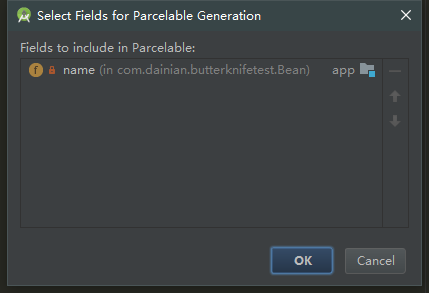 Select Fields for Parcelable Generation
Fields to include in Parcelable:
f name (in com.dainian.butterknifetest.Bean) app
OK Cancel